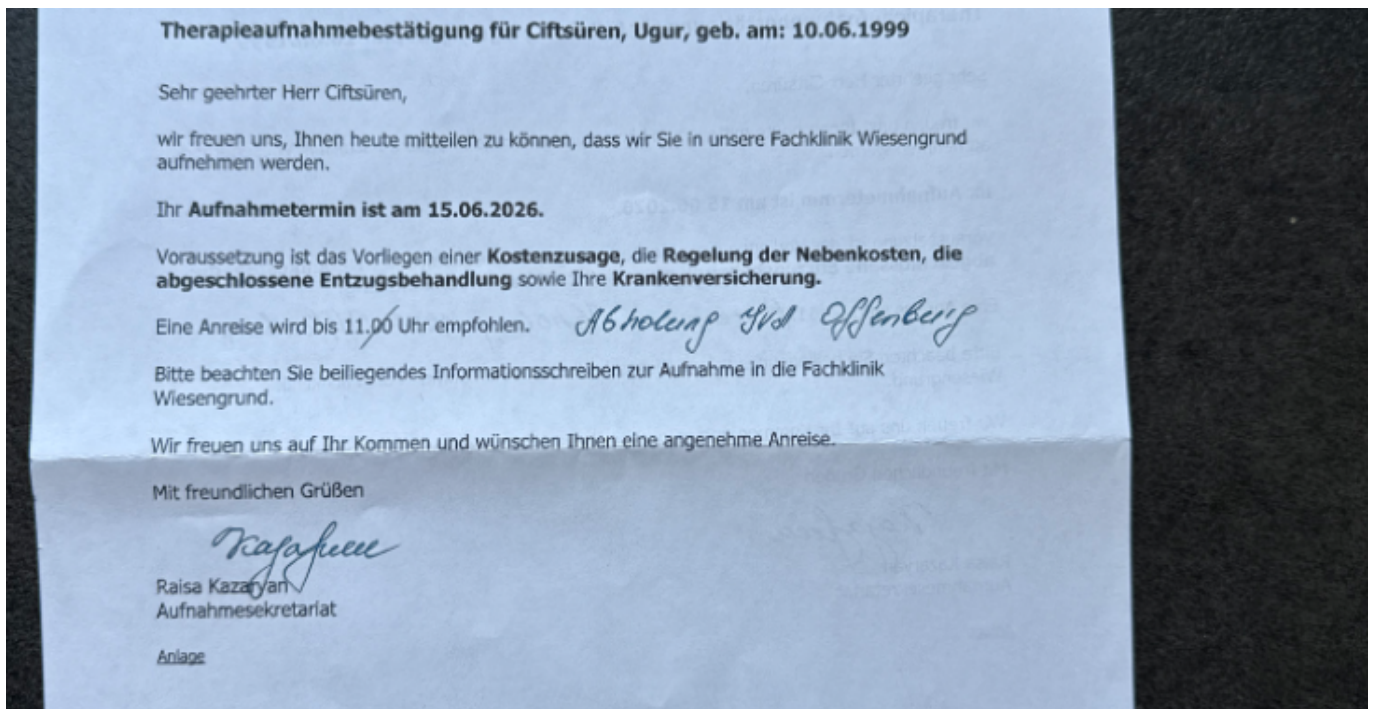 Therapieaufnahmebestätigung für Ciftsüren, Ugur, geb. am: 10.06.1999
Sehr geehrter Herr Ciftsüren,
wir freuen uns, Ihnen heute mitteilen zu können, dass wir Sie in unsere Fachklinik Wiesengrund
aufnehmen werden.
Ihr Aufnahmetermin ist am 15.06.2026.
Voraussetzung ist das Vorliegen einer Kostenzusage, die Regelung der Nebenkosten, die
abgeschlossene Entzugsbehandlung sowie Ihre Krankenversicherung.
Eine Anreise wird bis 11.00 Uhr empfohlen. Abholung JVA Offenburg
Bitte beachten Sie beiliegendes Informationsschreiben zur Aufnahme in die Fachklinik
Wiesengrund.
Wir freuen uns auf Ihr Kommen und wünschen Ihnen eine angenehme Anreise.
Mit freundlichen Grüßen
Raisa Kazaryan
Aufnahmesekretariat
Anlage